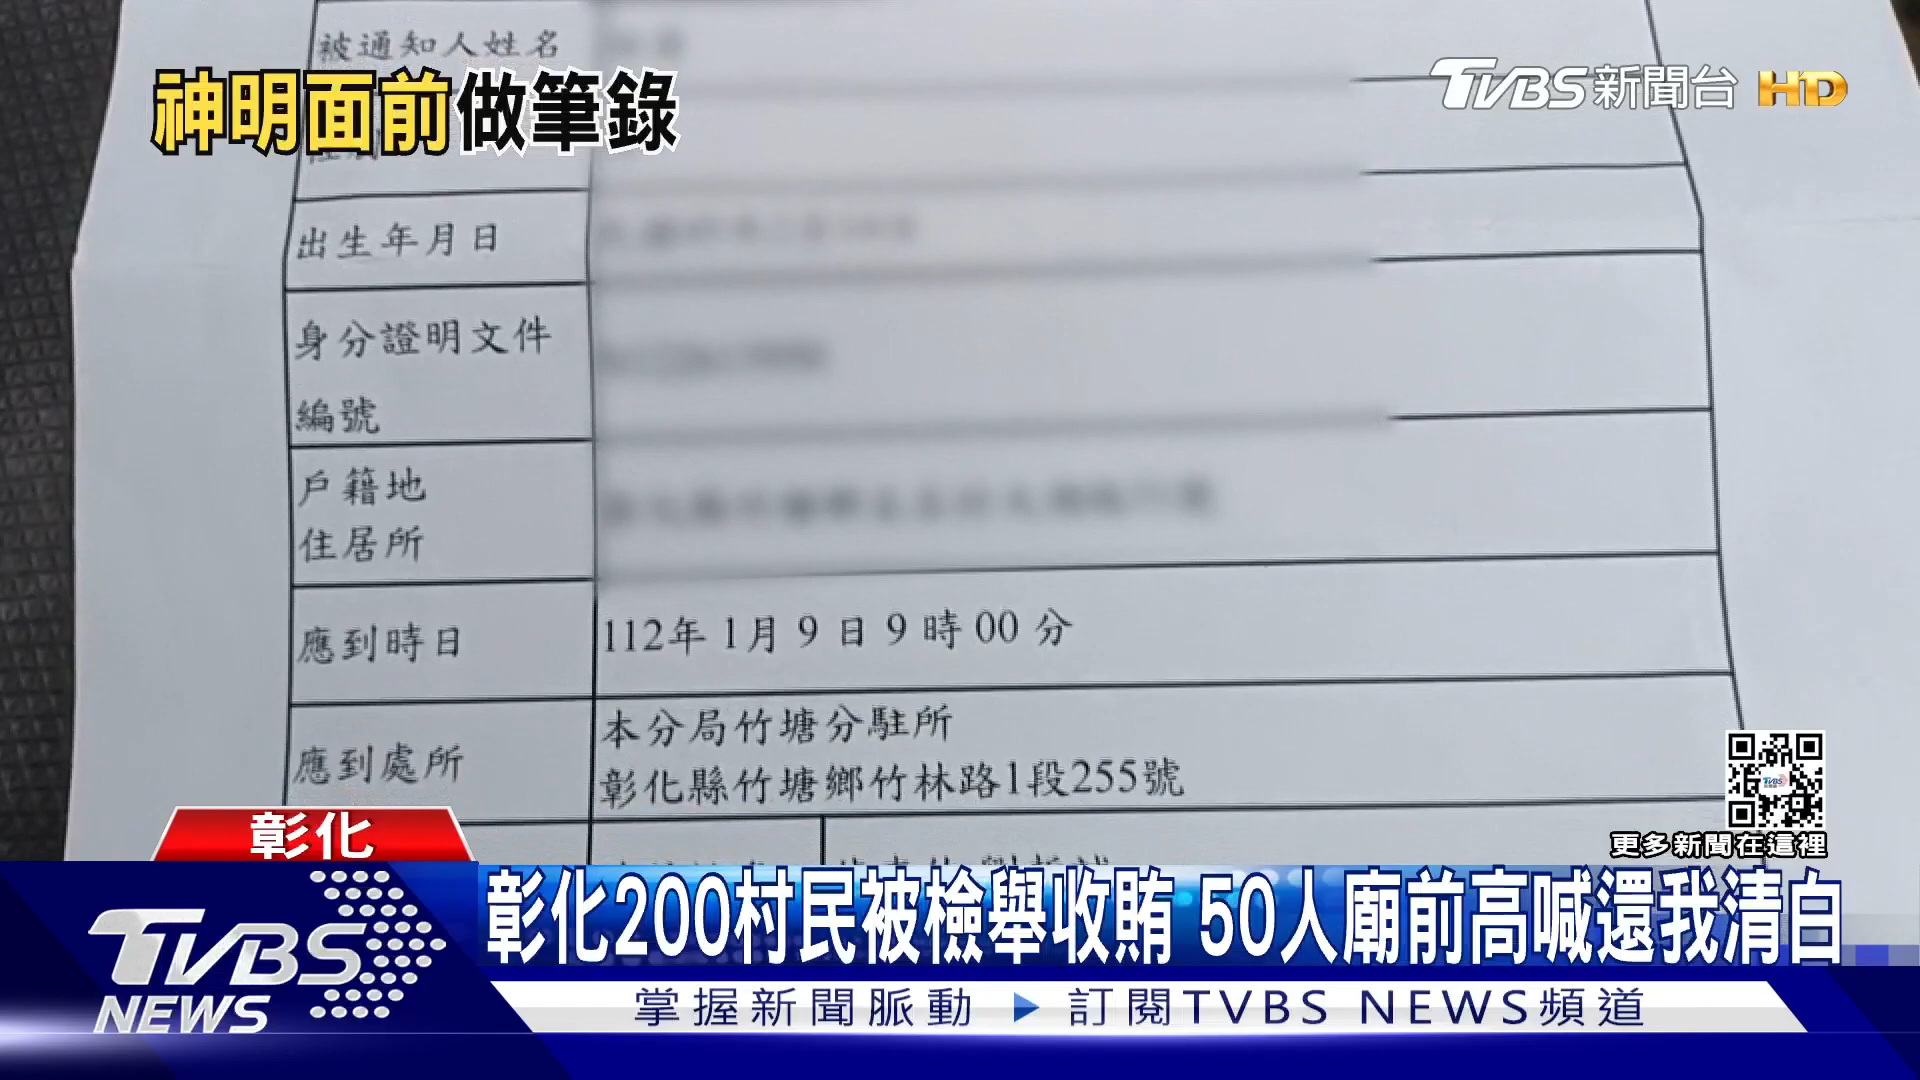 被通知人姓名
神明面前做筆錄
TVBS新聞台 HD
出生年月日
身分證明文件
編號
戶籍地
住居所
應到時日
112年 1月 9 日 9 時 00 分
應到處所
本分局竹塘分駐所
彰化縣竹塘鄉竹林路1段255號
更多新聞在這裡
彰化
彰化200村民被檢舉收賄 50人廟前高喊還我清白
TVBS NEWS
掌握新聞脈動 ▶ 訂閱TVBS NEWS頻道